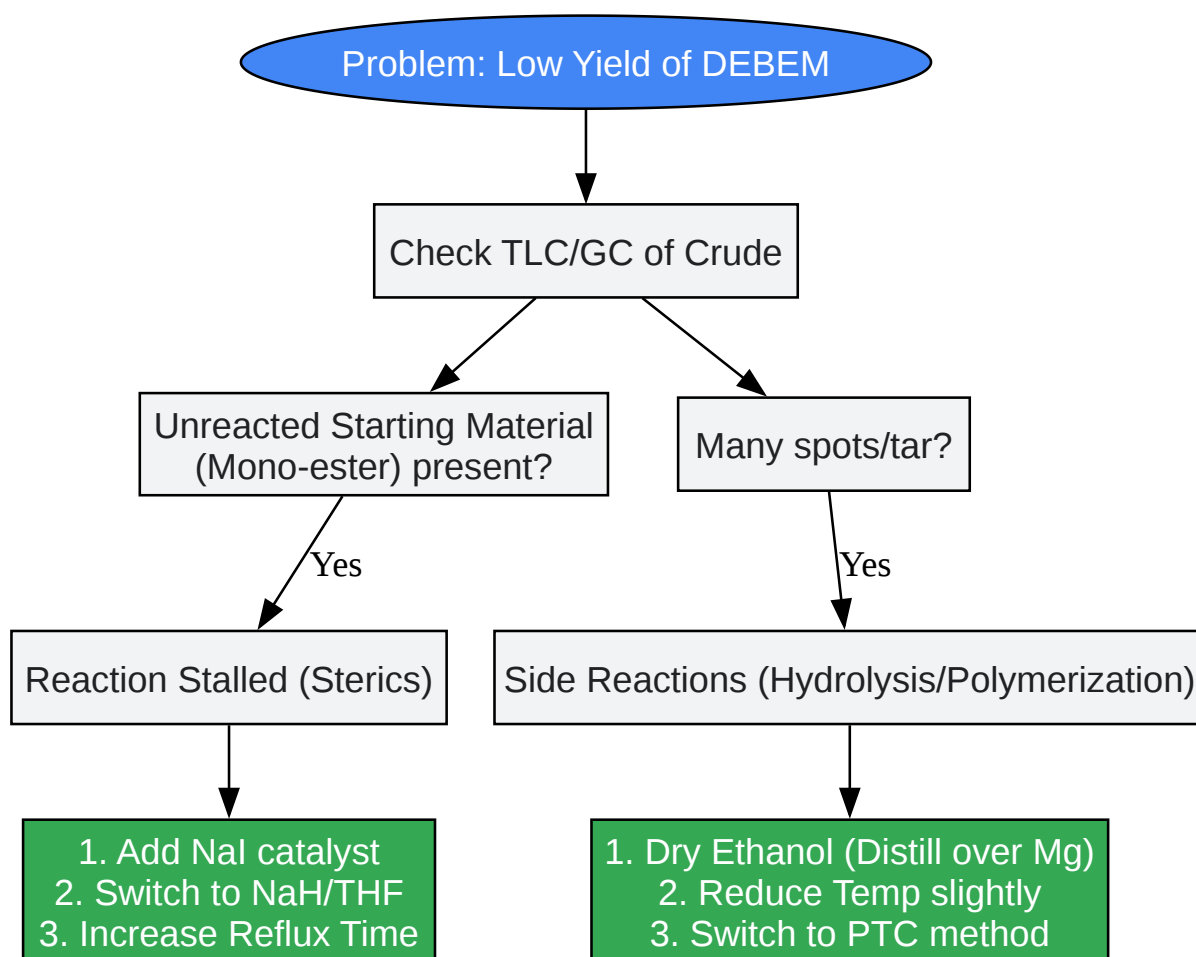 Problem: Low Yield of DEBEM
Check TLC/GC of Crude
Unreacted Starting Material
(Mono-ester) present?
Many spots/tar?
Yes
Yes
Reaction Stalled (Sterics)
Side Reactions (Hydrolysis/Polymerization)
1. Add NaI catalyst
2. Switch to NaH/THF
3. Increase Reflux Time
1. Dry Ethanol (Distill over Mg)
2. Reduce Temp slightly
3. Switch to PTC method